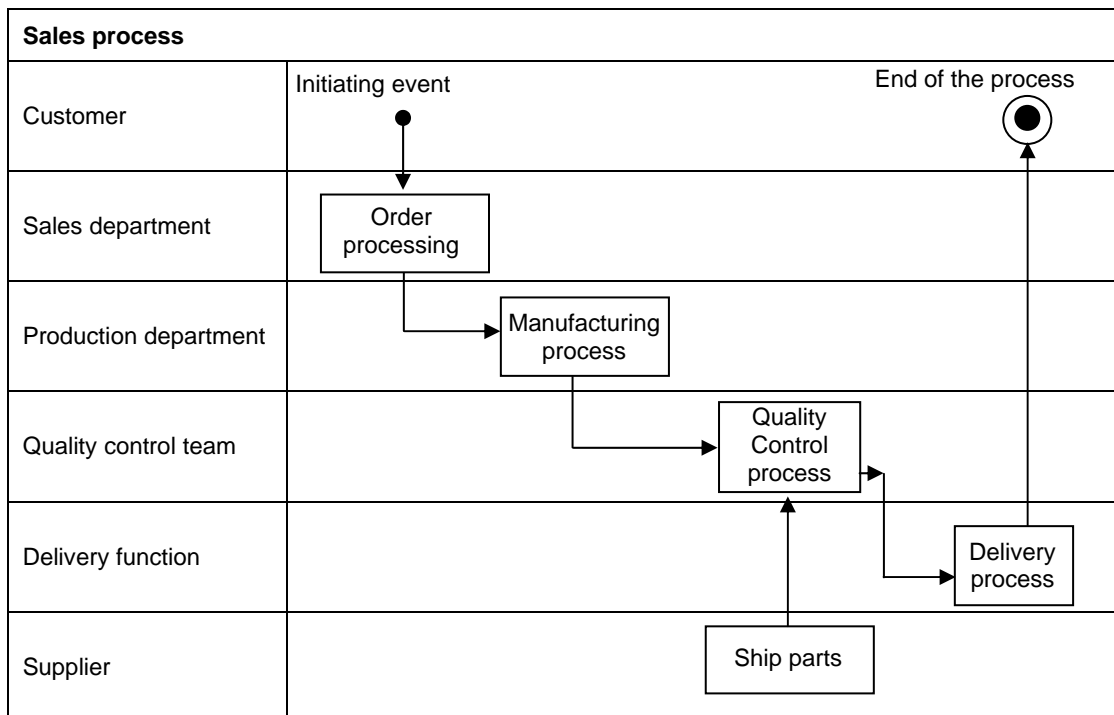 Sales process
Initiating event
End of the process
Customer
Sales department
Order
processing
Production department
Manufacturing
process
Quality control team
Quality
Control
process
Delivery function
Delivery
process
Supplier
Ship parts